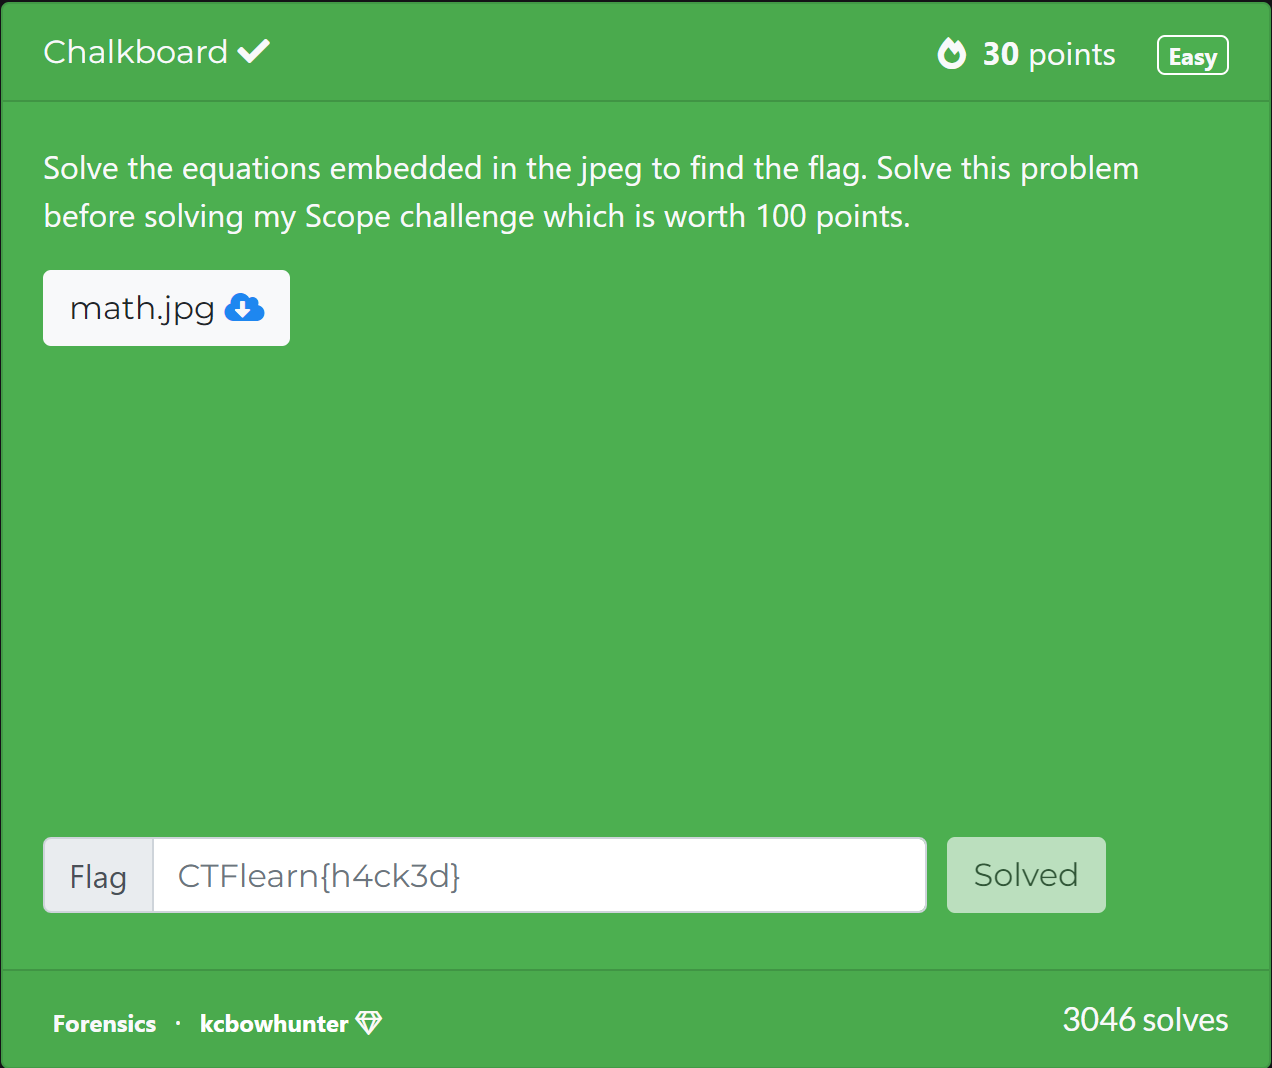 Chalkboard
30 points
Easy
Solve the equations embedded in the jpeg to find the flag. Solve this problem
before solving my Scope challenge which is worth 100 points.
math.jpg
Flag
CTFlearn{h4ck3d}
Solved
Forensics · kcbowhunter
3046 solves